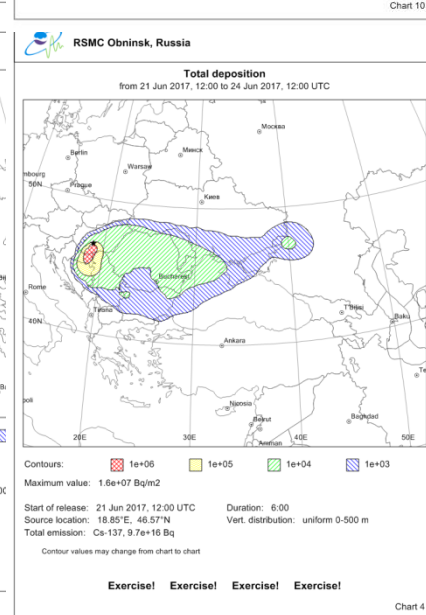 Chart 10
RSMC Obninsk, Russia
Total deposition
from 21 Jun 2017, 12:00 to 24 Jun 2017, 12:00 UTC
Москва
Berlin
Минск
Warsaw
50N
Prague
Киев
Bucharest
Rome
Tirana
40N
T'Bilisi
Baku
Ankara
Nicosia
Beirut
Baghdad
Amman
20E
30E
40E
50E
Contours:
1e+06
1e+05
1e+04
1e+03
Maximum value: 1.6e+07 Bq/m2
Start of release: 21 Jun 2017, 12:00 UTC
Duration: 6:00
Source location: 18.85°E, 46.57°N
Vert. distribution: uniform 0-500 m
Total emission: Cs-137, 9.7e+16 Bq
Contour values may change from chart to chart
Exercise! Exercise! Exercise! Exercise!
Chart 4